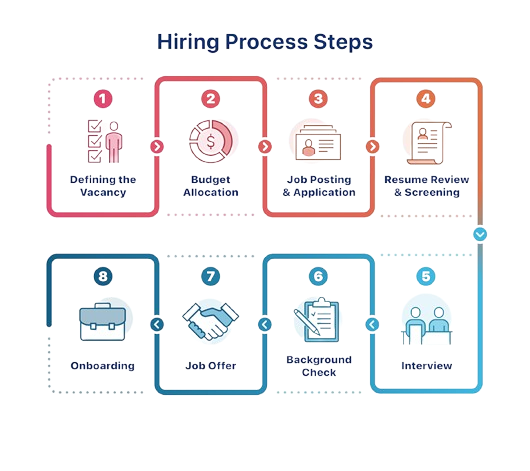 Hiring Process Steps
1
2
3
4
Defining the
Vacancy
Budget
Allocation
Job Posting
& Application
Resume Review
& Screening
8
7
6
5
Onboarding
Job Offer
Background
Check
Interview